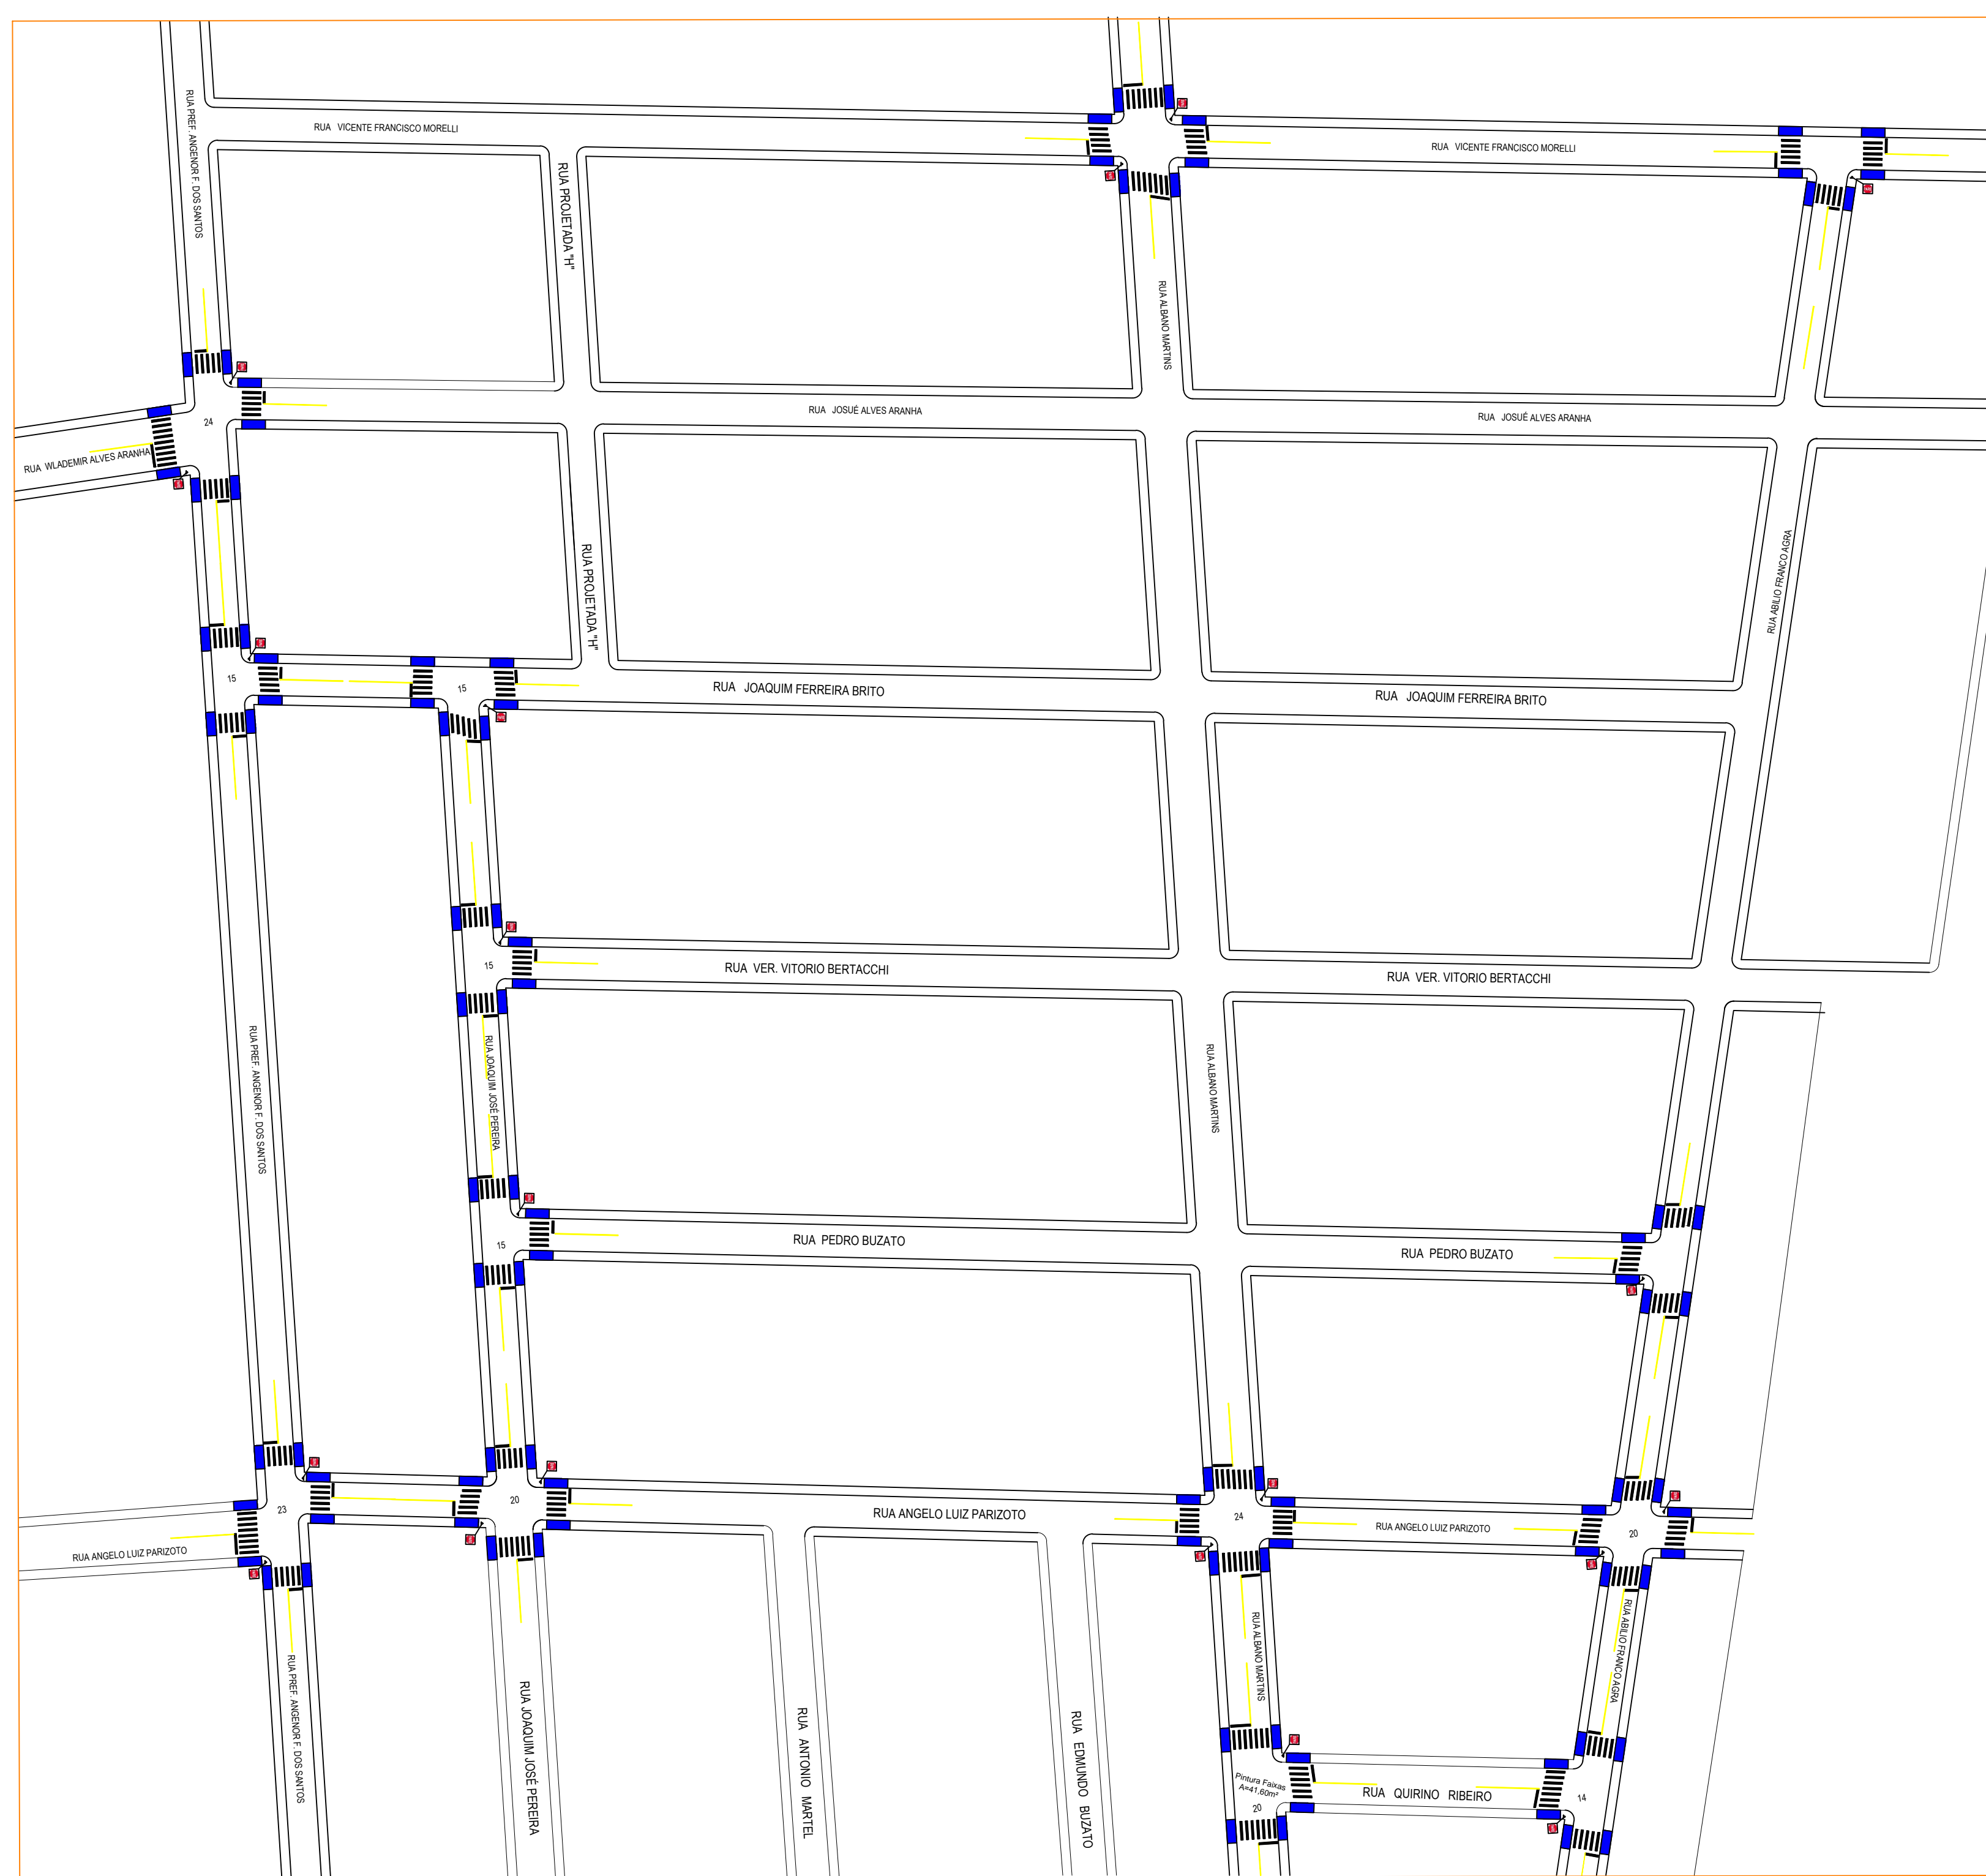 RUA PREF. ANGENOR F. DOS SANTOS
RUA VICENTE FRANCISCO MORELLI
RUA VICENTE FRANCISCO MORELLI
RUA PROJETADA "H"
RUA ALBANO MARTINS
24
RUA JOSUÉ ALVES ARANHA
RUA JOSUÉ ALVES ARANHA
RUA WLADEMIR ALVES ARANHA
RUA PROJETADA "H"
RUA ABILIO FRANCO AGRA
15
15
RUA JOAQUIM FERREIRA BRITO
RUA JOAQUIM FERREIRA BRITO
15
RUA VER. VITORIO BERTACCHI
RUA VER. VITORIO BERTACCHI
RUA PREF. ANGENOR F. DOS SANTOS
RUA JOAQUIM JOSÉ PEREIRA
RUA ALBANO MARTINS
15
RUA PEDRO BUZATO
RUA PEDRO BUZATO
23
20
RUA ANGELO LUIZ PARIZOTO
24
RUA ANGELO LUIZ PARIZOTO
20
RUA ANGELO LUIZ PARIZOTO
RUA PREF. ANGENOR F. DOS SANTOS
RUA JOAQUIM JOSÉ PEREIRA
RUA ANTONIO MARTEL
RUA EDMUNDO BUZATO
RUA ALBANO MARTINS
RUA ABILIO FRANCO AGRA
Pintura Faixas
A=41,60m²
20
RUA QUIRINO RIBEIRO
14